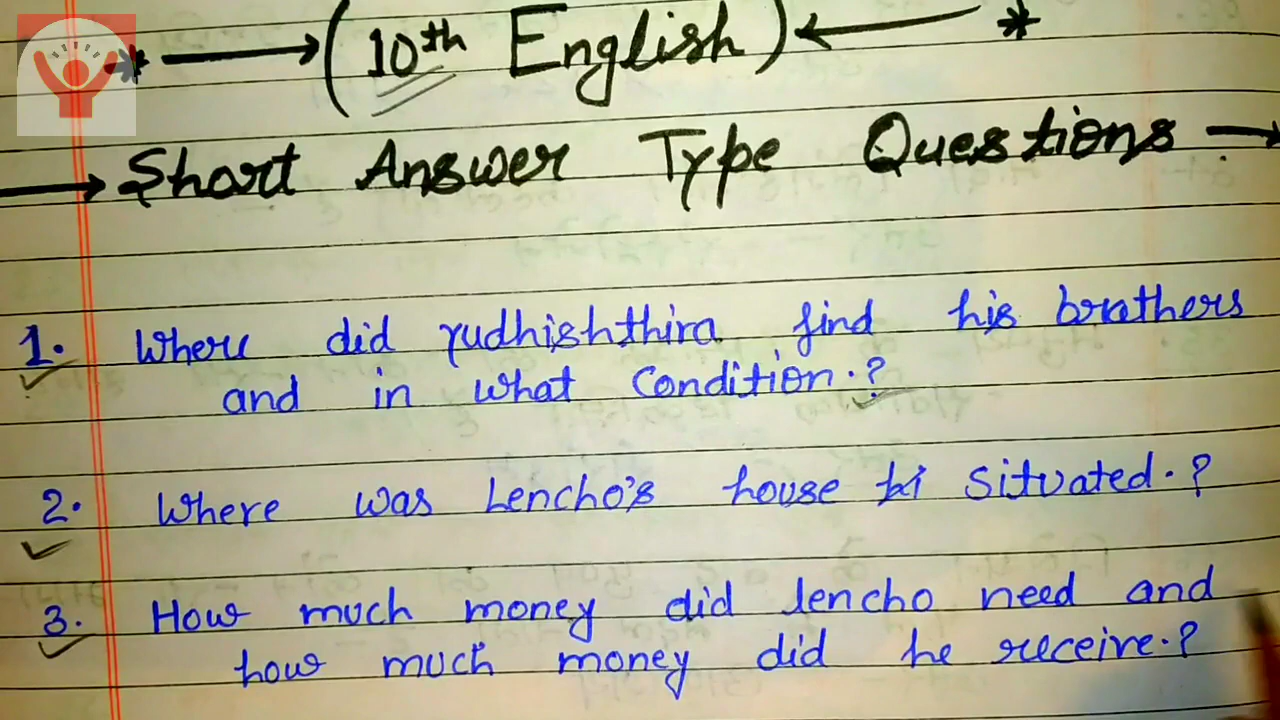 * → (10th English) ← *
→ Short Answer Type Questions →
1. Where did yudhishthira find his brothers
and in what Condition.?
2. Where was Lencho's house situated.?
3. How much money did lencho need and
how much money did he receive.?